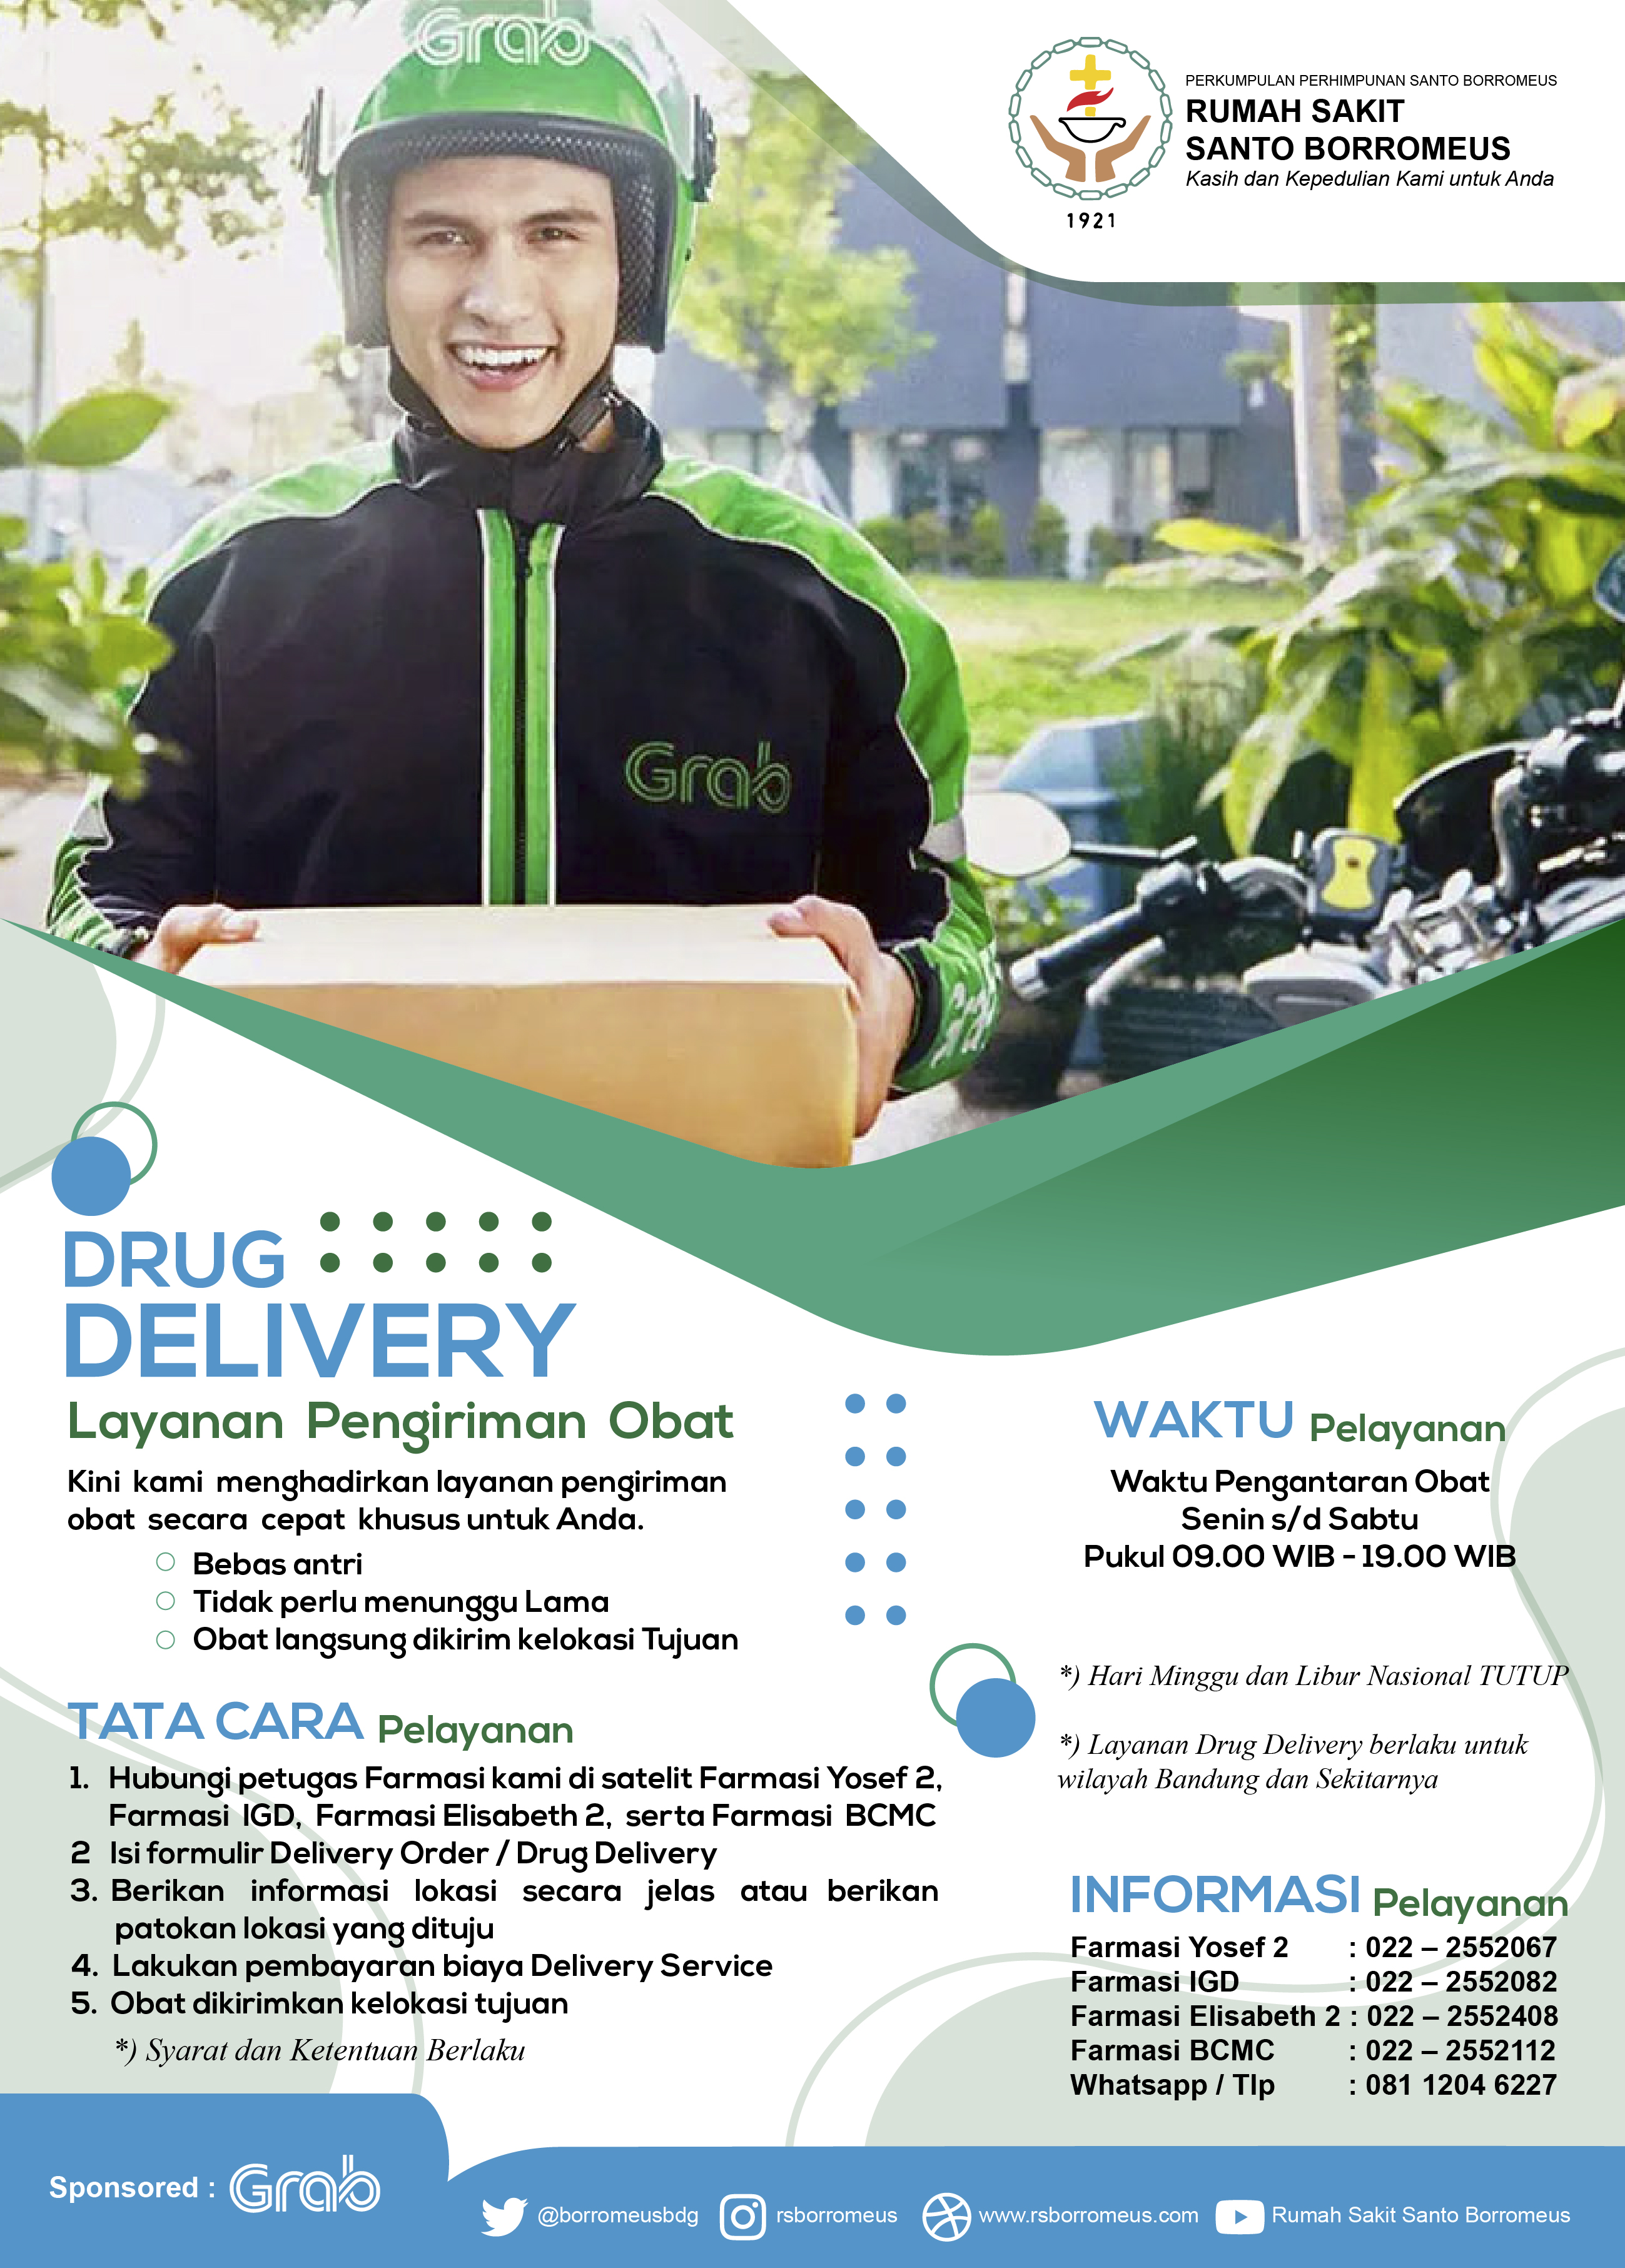 Grab
PERKUMPULAN PERHIMPUNAN SANTO BORROMEUS
RUMAH SAKIT
SANTO BORROMEUS
Kasih dan Kepedulian Kami untuk Anda
1921
Grab
DRUG
DELIVERY
Layanan Pengiriman Obat
Kini kami menghadirkan layanan pengiriman
obat secara cepat khusus untuk Anda.
Bebas antri
Tidak perlu menunggu Lama
Obat langsung dikirim kelokasi Tujuan
TATA CARA Pelayanan
1. Hubungi petugas Farmasi kami di satelit Farmasi Yosef 2,
Farmasi IGD, Farmasi Elisabeth 2, serta Farmasi BCMC
2 Isi formulir Delivery Order / Drug Delivery
3. Berikan informasi lokasi secara jelas atau berikan
patokan lokasi yang dituju
4. Lakukan pembayaran biaya Delivery Service
5. Obat dikirimkan kelokasi tujuan
*) Syarat dan Ketentuan Berlaku
WAKTU Pelayanan
Waktu Pengantaran Obat
Senin s/d Sabtu
Pukul 09.00 WIB - 19.00 WIB
*) Hari Minggu dan Libur Nasional TUTUP
*) Layanan Drug Delivery berlaku untuk
wilayah Bandung dan Sekitarnya
INFORMASI Pelayanan
Farmasi Yosef 2 : 022 – 2552067
Farmasi IGD : 022 – 2552082
Farmasi Elisabeth 2 : 022 – 2552408
Farmasi BCMC : 022 – 2552112
Whatsapp / Tlp : 081 1204 6227
Sponsored : Grab
@borromeusbdg rsborromeus www.rsborromeus.com Rumah Sakit Santo Borromeus